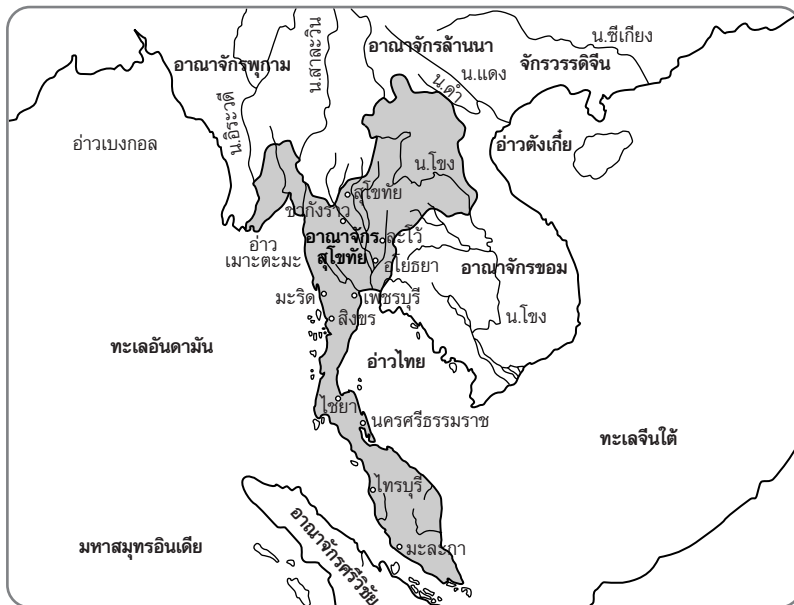 น.ซีเกียง
อาณาจักรล้านนา
จักรวรรดิจีน
น.แดง
น.ดำ
อาณาจักรพุกาม
น.สาละวิน
น.อิระวดี
อ่าวเบงกอล
อ่าวตังเกี๋ย
น.โขง
สุโขทัย
ชากังราว
อาณาจักร
สุโขทัย
ละโว้
อ่าว
เมาะตะมะ
อโยธยา
อาณาจักรขอม
มะริด
เพชรบุรี
สิงขร
น.โขง
ทะเลอันดามัน
อ่าวไทย
ไชยา
นครศรีธรรมราช
ทะเลจีนใต้
ไทรบุรี
มหาสมุทรอินเดีย
อาณาจักรศรีวิชัย
มะละกา